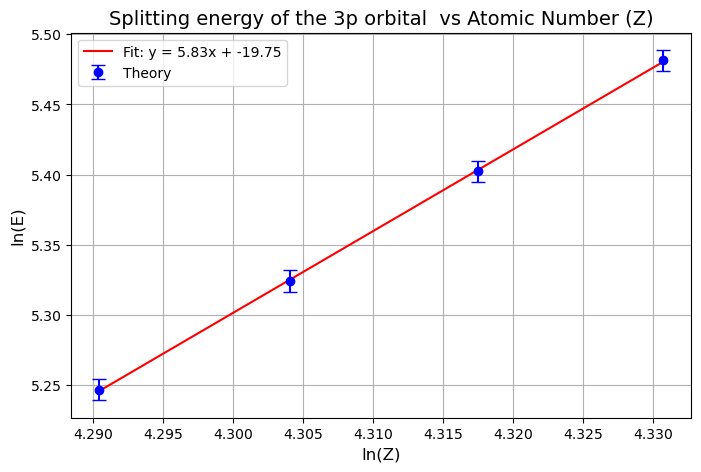 Splitting energy of the 3p orbital  vs Atomic Number (Z)
Fit: y = 5.83x + -19.75
Theory
5.50
5.45
5.40
5.35
5.30
5.25
ln(E)
4.290 4.295 4.300 4.305 4.310 4.315 4.320 4.325 4.330
ln(Z)